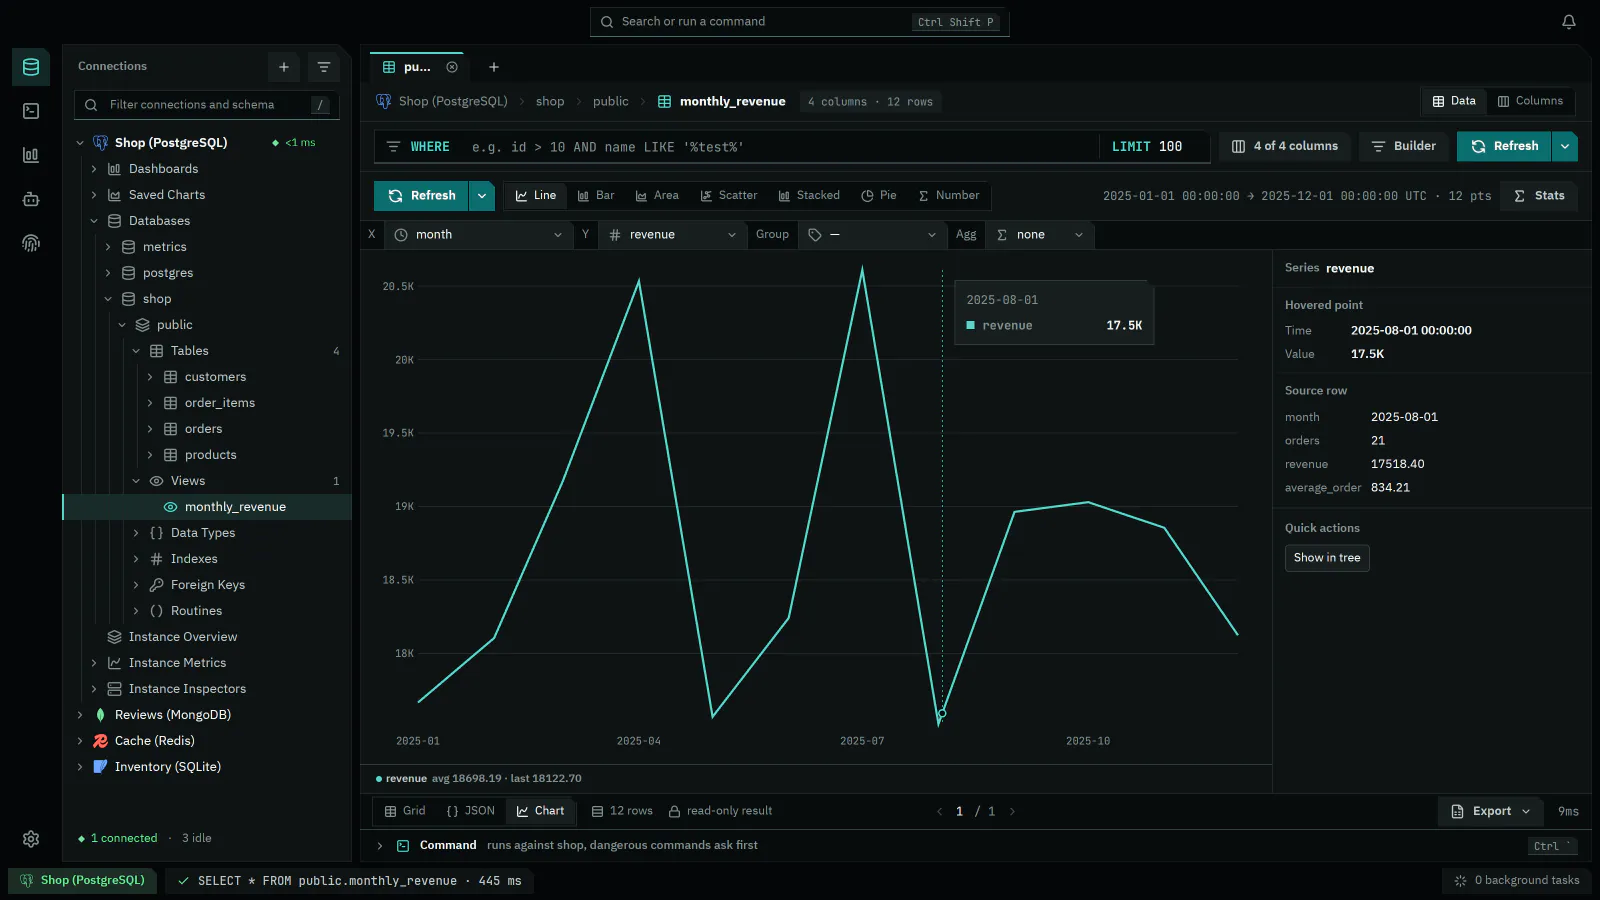 Search or run a command
Ctrl Shift P
Connections
Filter connections and schema
/
Shop (PostgreSQL)
<1 ms
Dashboards
Saved Charts
Databases
metrics
postgres
shop
public
Tables
4
customers
order_items
orders
products
Views
1
monthly_revenue
Data Types
Indexes
Foreign Keys
Routines
Instance Overview
Instance Metrics
Instance Inspectors
Reviews (MongoDB)
Cache (Redis)
Inventory (SQLite)
1 connected · 3 idle
pu...
Shop (PostgreSQL) > shop > public > monthly_revenue
4 columns · 12 rows
Data
Columns
WHERE e.g. id > 10 AND name LIKE '%test%'
LIMIT 100
4 of 4 columns
Builder
Refresh
Refresh
Line
Bar
Area
Scatter
Stacked
Pie
Number
2025-01-01 00:00:00 → 2025-12-01 00:00:00 UTC · 12 pts
Stats
X
month
Y
revenue
Group
—
Agg
none
20.5K
20K
19.5K
19K
18.5K
18K
2025-01
2025-04
2025-07
2025-10
2025-08-01
revenue 17.5K
revenue avg 18698.19 · last 18122.70
Series revenue
Hovered point
Time 2025-08-01 00:00:00
Value 17.5K
Source row
month 2025-08-01
orders 21
revenue 17518.40
average_order 834.21
Quick actions
Show in tree
Grid
{} JSON
Chart
12 rows
read-only result
1 / 1
Export
9ms
Command runs against shop, dangerous commands ask first
Ctrl `
Shop (PostgreSQL)
SELECT * FROM public.monthly_revenue · 445 ms
0 background tasks